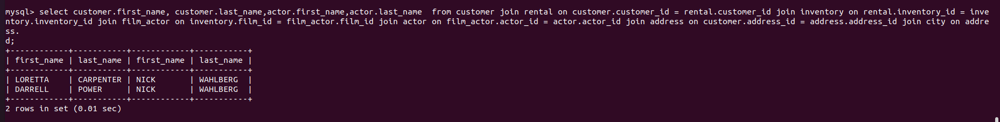 mysql> select customer.first_name, customer.last_name,actor.first_name,actor.last_name  from customer join rental on customer.customer_id = rental.customer_id join inventory on rental.inventory_id = inve
ntory.inventory_id join film_actor on inventory.film_id = film_actor.film_id join actor on film_actor.actor_id = actor.actor_id join address on customer.address_id = address.address_id join city on addre
ss.
d;
+------------+-----------+------------+-----------+
| first_name | last_name | first_name | last_name |
+------------+-----------+------------+-----------+
| LORETTA    | CARPENTER | NICK       | WAHLBERG  |
| DARRELL    | POWER     | NICK       | WAHLBERG  |
+------------+-----------+------------+-----------+
2 rows in set (0.01 sec)